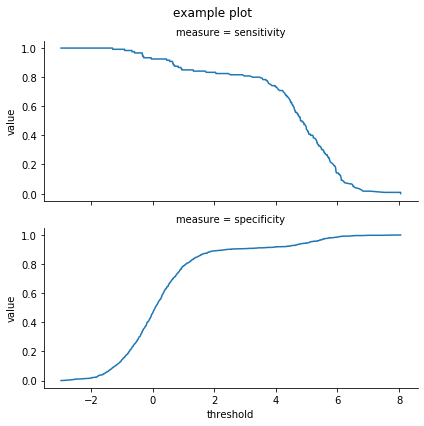 example plot
measure = sensitivity
1.0
0.8
0.6
0.4
0.2
0.0
value
measure = specificity
1.0
0.8
0.6
0.4
0.2
0.0
value
−2 0 2 4 6 8
threshold